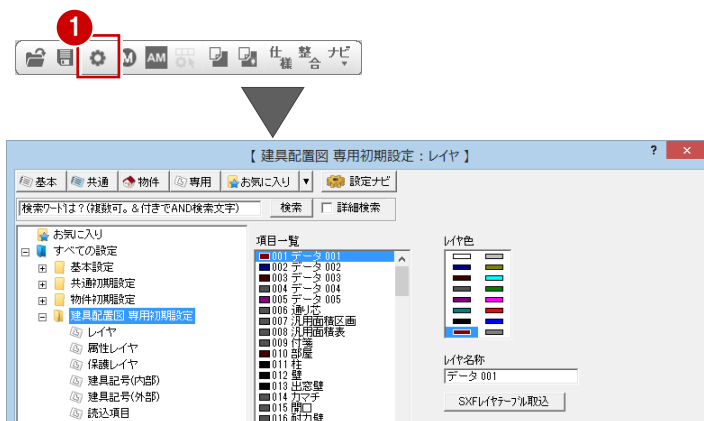 1
M AM 仕様 整合 ナビ
【 建具配置図 専用初期設定：レイヤ 】 ? ×
基本 共通 物件 専用 お気に入り ▼ 設定ナビ
検索ワードは？(複数可。＆付きでAND検索文字) 検索 詳細検索
お気に入り
すべての設定
基本設定
共通初期設定
物件初期設定
建具配置図 専用初期設定
レイヤ
属性レイヤ
保護レイヤ
建具記号(内部)
建具記号(外部)
読込項目
項目一覧
001 データ 001
002 データ 002
003 データ 003
004 データ 004
005 データ 005
006 通り芯
007 汎用面積区画
008 汎用面積表
009 付箋
010 部屋
011 柱
012 壁
013 出窓壁
014 カマチ
015 開口
016 耐力壁
レイヤ色
レイヤ名称
データ 001
SXFレイヤテーブル取込